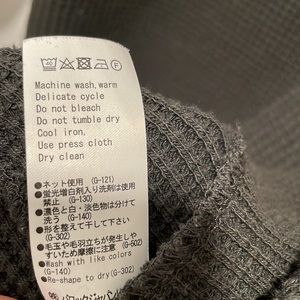 Machine wash,warm
Delicate cycle
Do not bleach
Do not tumble dry
Cool iron.
Use press cloth
Dry clean
●ネット使用 (G-121)
●蛍光増白剤入り洗剤は使用
禁止 (G-130)
●濃色と白・淡色物は分けて
洗う (G-140)
●形を整えて干して下さい
(G-302)
●毛玉や毛羽立ちが発生しや
すいため摩擦に注意 (G-502)
●Wash with like colors
(G-140)
●Re-shape to dry(G-302)